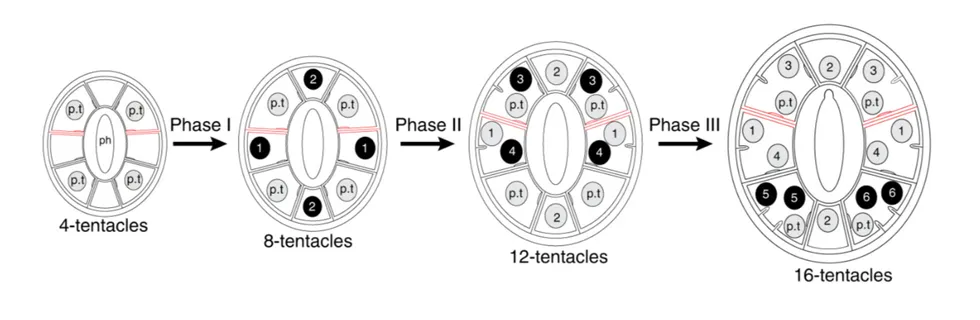 p.t p.t
ph
p.t p.t
4-tentacles
Phase I
2
p.t p.t
1 1
p.t p.t
2
8-tentacles
Phase II
3 2 3
p.t p.t
1 1
4 4
p.t p.t
2
12-tentacles
Phase III
3 2 3
p.t p.t
1 1
4 4
5 5 6 6
p.t 2 p.t
16-tentacles